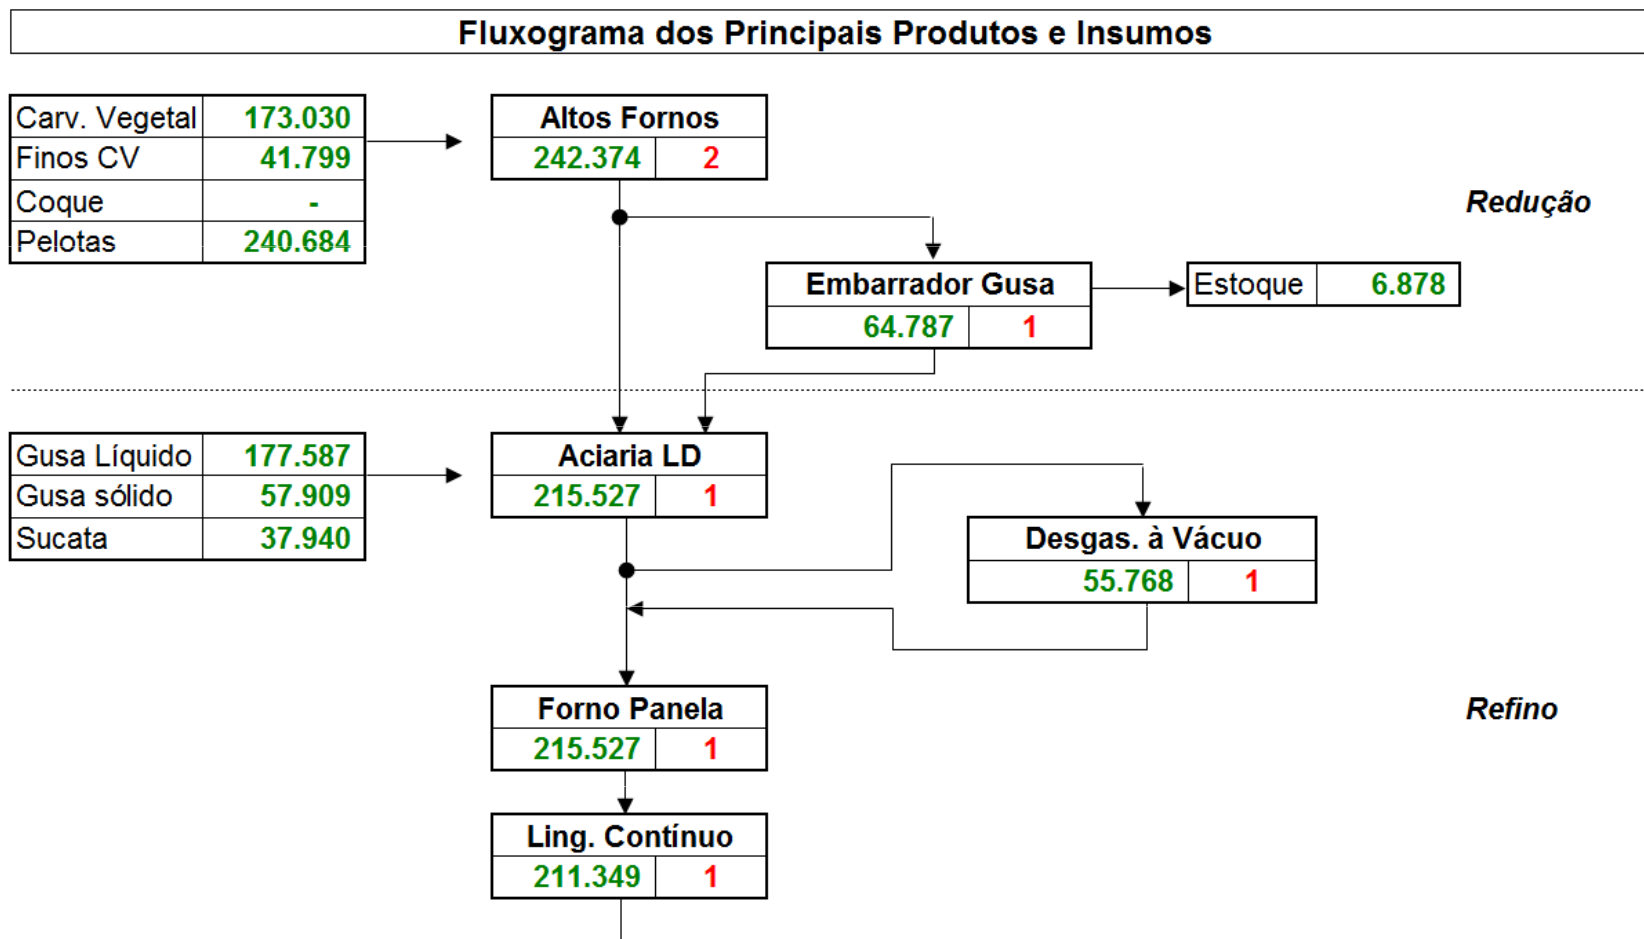 Fluxograma dos Principais Produtos e Insumos
Carv. Vegetal 173.030
Finos CV 41.799
Coque -
Pelotas 240.684
Altos Fornos
242.374 2
Redução
Embarrador Gusa
64.787 1
Estoque 6.878
Gusa Líquido 177.587
Gusa sólido 57.909
Sucata 37.940
Aciaria LD
215.527 1
Desgas. à Vácuo
55.768 1
Forno Panela
215.527 1
Refino
Ling. Contínuo
211.349 1